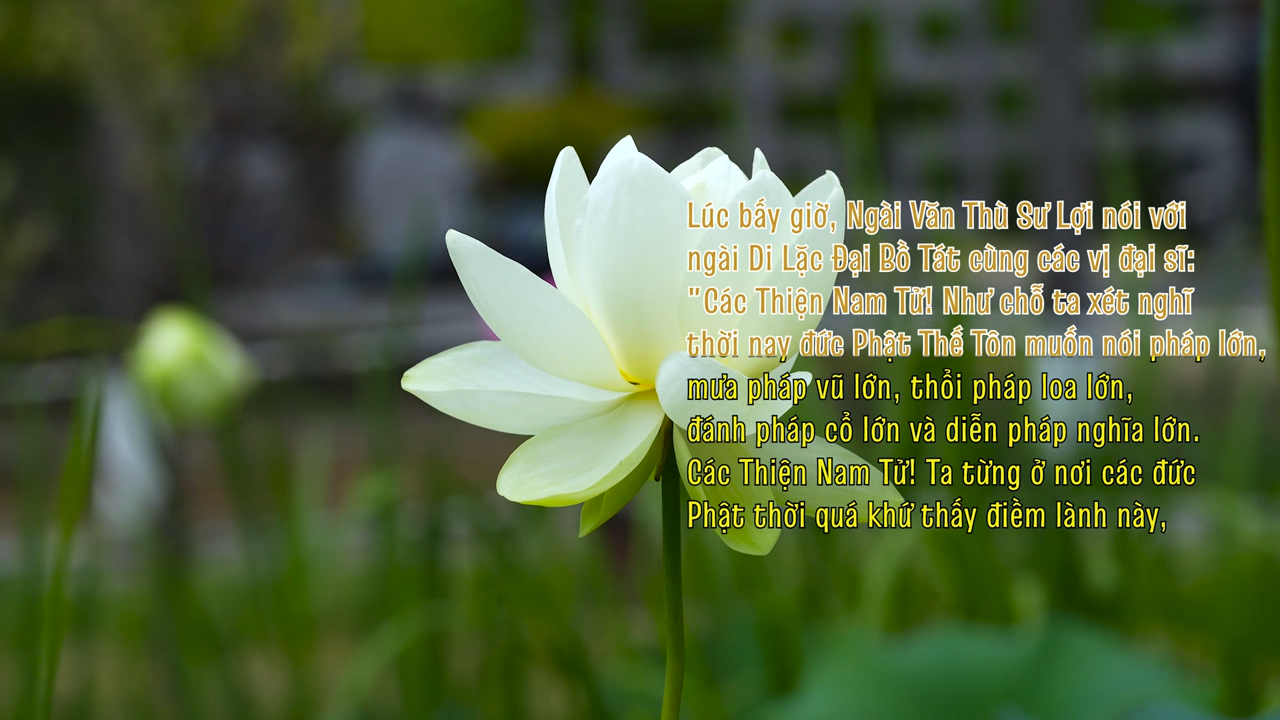 Lúc bấy giờ, Ngài Văn Thù Sư Lợi nói với
ngài Di Lặc Đại Bồ Tát cùng các vị đại sĩ:
"Các Thiện Nam Tử! Như chỗ ta xét nghĩ
thời nay đức Phật Thế Tôn muốn nói pháp lớn,
mưa pháp vũ lớn, thổi pháp loa lớn,
đánh pháp cổ lớn và diễn pháp nghĩa lớn.
Các Thiện Nam Tử! Ta từng ở nơi các đức
Phật thời quá khứ thấy điềm lành này,